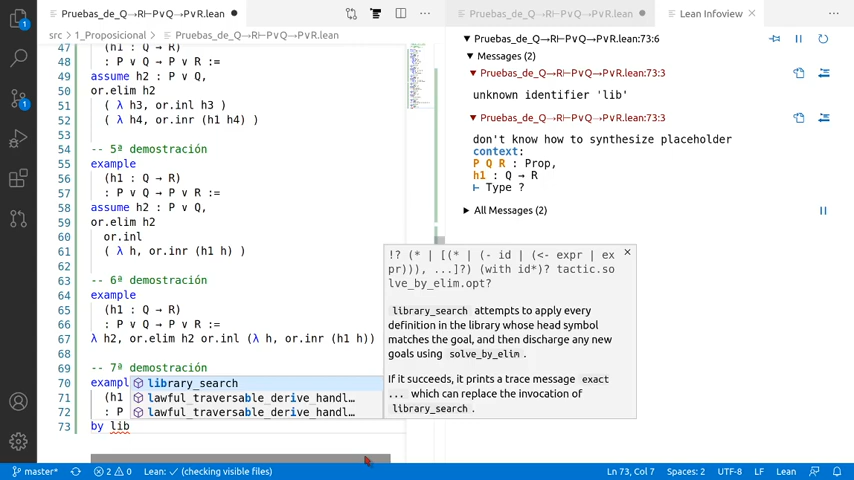 Pruebas_de_Q→R⊢P∨Q→P∨R.lean
Pruebas_de_Q→R⊢P∨Q→P∨R.lean
Lean Infoview
src > 1_Proposicional > Pruebas_de_Q→R⊢P∨Q→P∨R.lean
47 (h1 : Q → R)
48 : P ∨ Q → P ∨ R :=
49 assume h2 : P ∨ Q,
50 or.elim h2
51 ( λ h3, or.inl h3 )
52 ( λ h4, or.inr (h1 h4) )
53
54 -- 5ª demostración
55 example
56 (h1 : Q → R)
57 : P ∨ Q → P ∨ R :=
58 assume h2 : P ∨ Q,
59 or.elim h2
60 or.inl
61 ( λ h, or.inr (h1 h) )
62
63 -- 6ª demostración
64 example
65 (h1 : Q → R)
66 : P ∨ Q → P ∨ R :=
67 λ h2, or.elim h2 or.inl (λ h, or.inr (h1 h))
68
69 -- 7ª demostración
70 exampl
71 (h1
72 : P
73 by lib
library_search
lawful_traversable_derive_handl…
lawful_traversable_derive_handl…
!? (* | [(* | (- id | (<- expr | ex
pr))), ...]?) (with id*)? tactic.so
lve_by_elim.opt?
library_search attempts to apply every
definition in the library whose head symbol
matches the goal, and then discharge any new
goals using solve_by_elim.
If it succeeds, it prints a trace message exact
... which can replace the invocation of
library_search.
Pruebas_de_Q→R⊢P∨Q→P∨R.lean:73:6
Messages (2)
Pruebas_de_Q→R⊢P∨Q→P∨R.lean:73:3
unknown identifier 'lib'
Pruebas_de_Q→R⊢P∨Q→P∨R.lean:73:3
don't know how to synthesize placeholder
context:
P Q R : Prop,
h1 : Q → R
⊢ Type ?
All Messages (2)
1
1
master*
2 0
Lean: ✓ (checking visible files)
Ln 73, Col 7
Spaces: 2
UTF-8
LF
Lean